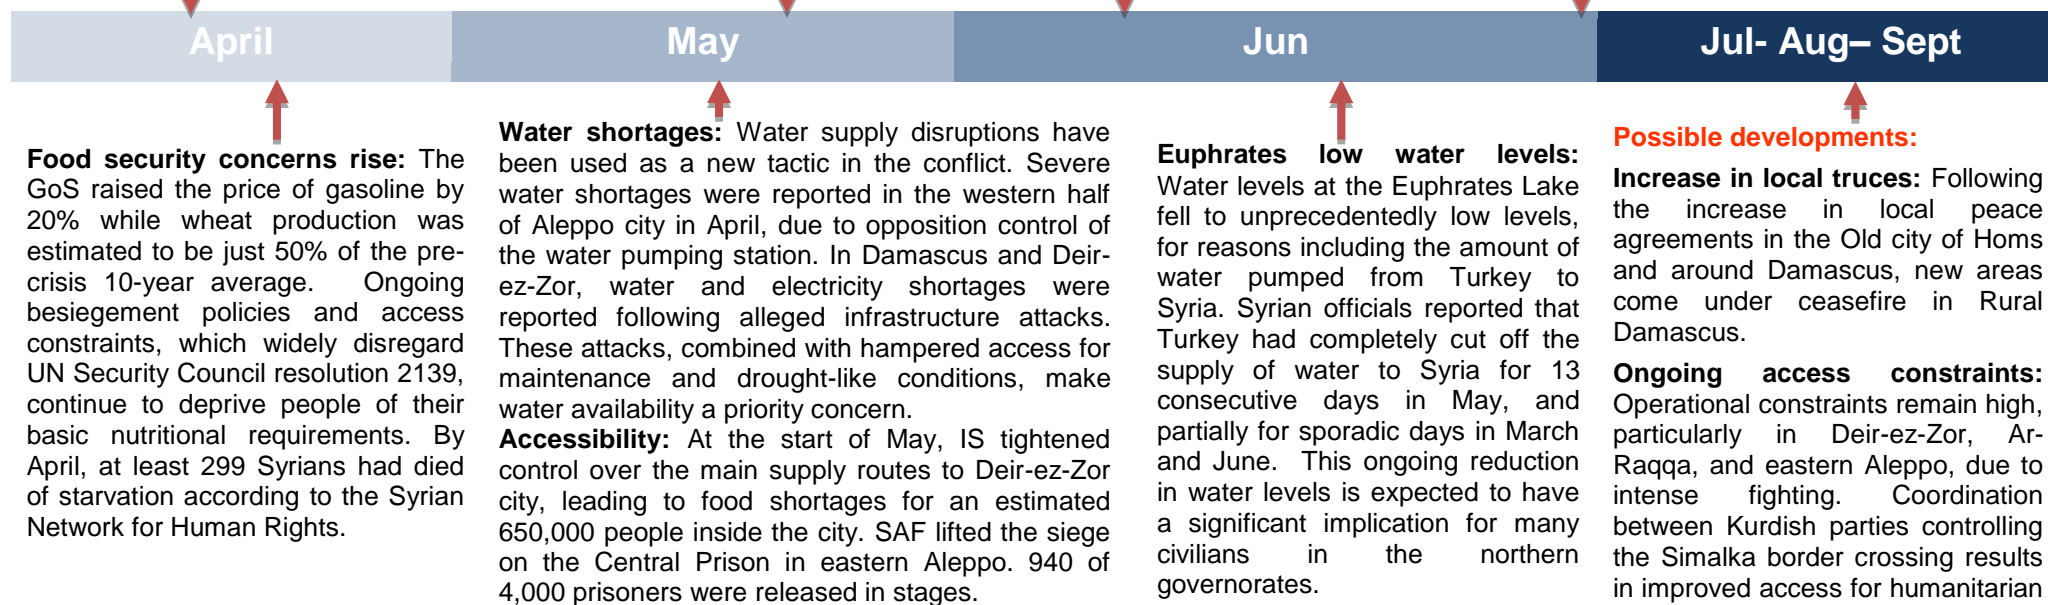 April
May
Jun
Jul- Aug– Sept
Food security concerns rise: The
GoS raised the price of gasoline by
20% while wheat production was
estimated to be just 50% of the pre-
crisis 10-year average. Ongoing
besiegement policies and access
constraints, which widely disregard
UN Security Council resolution 2139,
continue to deprive people of their
basic nutritional requirements. By
April, at least 299 Syrians had died
of starvation according to the Syrian
Network for Human Rights.
Water shortages: Water supply disruptions have
been used as a new tactic in the conflict. Severe
water shortages were reported in the western half
of Aleppo city in April, due to opposition control of
the water pumping station. In Damascus and Deir-
ez-Zor, water and electricity shortages were
reported following alleged infrastructure attacks.
These attacks, combined with hampered access for
maintenance and drought-like conditions, make
water availability a priority concern.
Accessibility: At the start of May, IS tightened
control over the main supply routes to Deir-ez-Zor
city, leading to food shortages for an estimated
650,000 people inside the city. SAF lifted the siege
on the Central Prison in eastern Aleppo. 940 of
4,000 prisoners were released in stages.
Euphrates low water levels:
Water levels at the Euphrates Lake
fell to unprecedentedly low levels,
for reasons including the amount of
water pumped from Turkey to
Syria. Syrian officials reported that
Turkey had completely cut off the
supply of water to Syria for 13
consecutive days in May, and
partially for sporadic days in March
and June. This ongoing reduction
in water levels is expected to have
a significant implication for many
civilians in the northern
governorates.
Possible developments:
Increase in local truces: Following
the increase in local peace
agreements in the Old city of Homs
and around Damascus, new areas
come under ceasefire in Rural
Damascus.
Ongoing access constraints:
Operational constraints remain high,
particularly in Deir-ez-Zor, Ar-
Raqqa, and eastern Aleppo, due to
intense fighting. Coordination
between Kurdish parties controlling
the Simalka border crossing results
in improved access for humanitarian